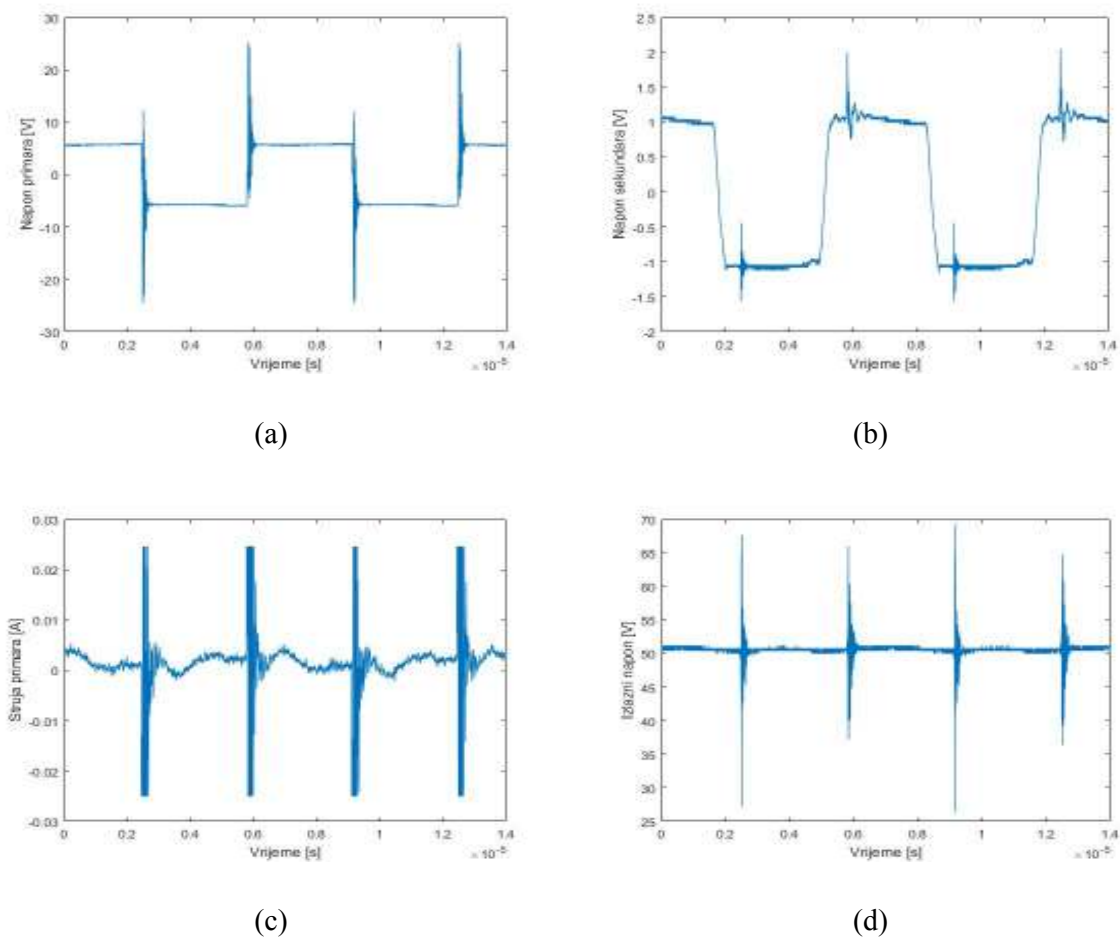 30
20
10
0
-10
-20
-30
Napon primara [V]
0 0.2 0.4 0.6 0.8 1 1.2 1.4
Vrijeme [s]
× 10⁻⁵
(a)
2.5
2
1.5
1
0.5
0
-0.5
-1
-1.5
-2
Napon sekundara [V]
0 0.2 0.4 0.6 0.8 1 1.2 1.4
Vrijeme [s]
× 10⁻⁵
(b)
0.03
0.02
0.01
0
-0.01
-0.02
-0.03
Struja primara [A]
0 0.2 0.4 0.6 0.8 1 1.2 1.4
Vrijeme [s]
× 10⁻⁵
(c)
70
65
60
55
50
45
40
35
30
25
Izlazni napon [V]
0 0.2 0.4 0.6 0.8 1 1.2 1.4
Vrijeme [s]
× 10⁻⁵
(d)